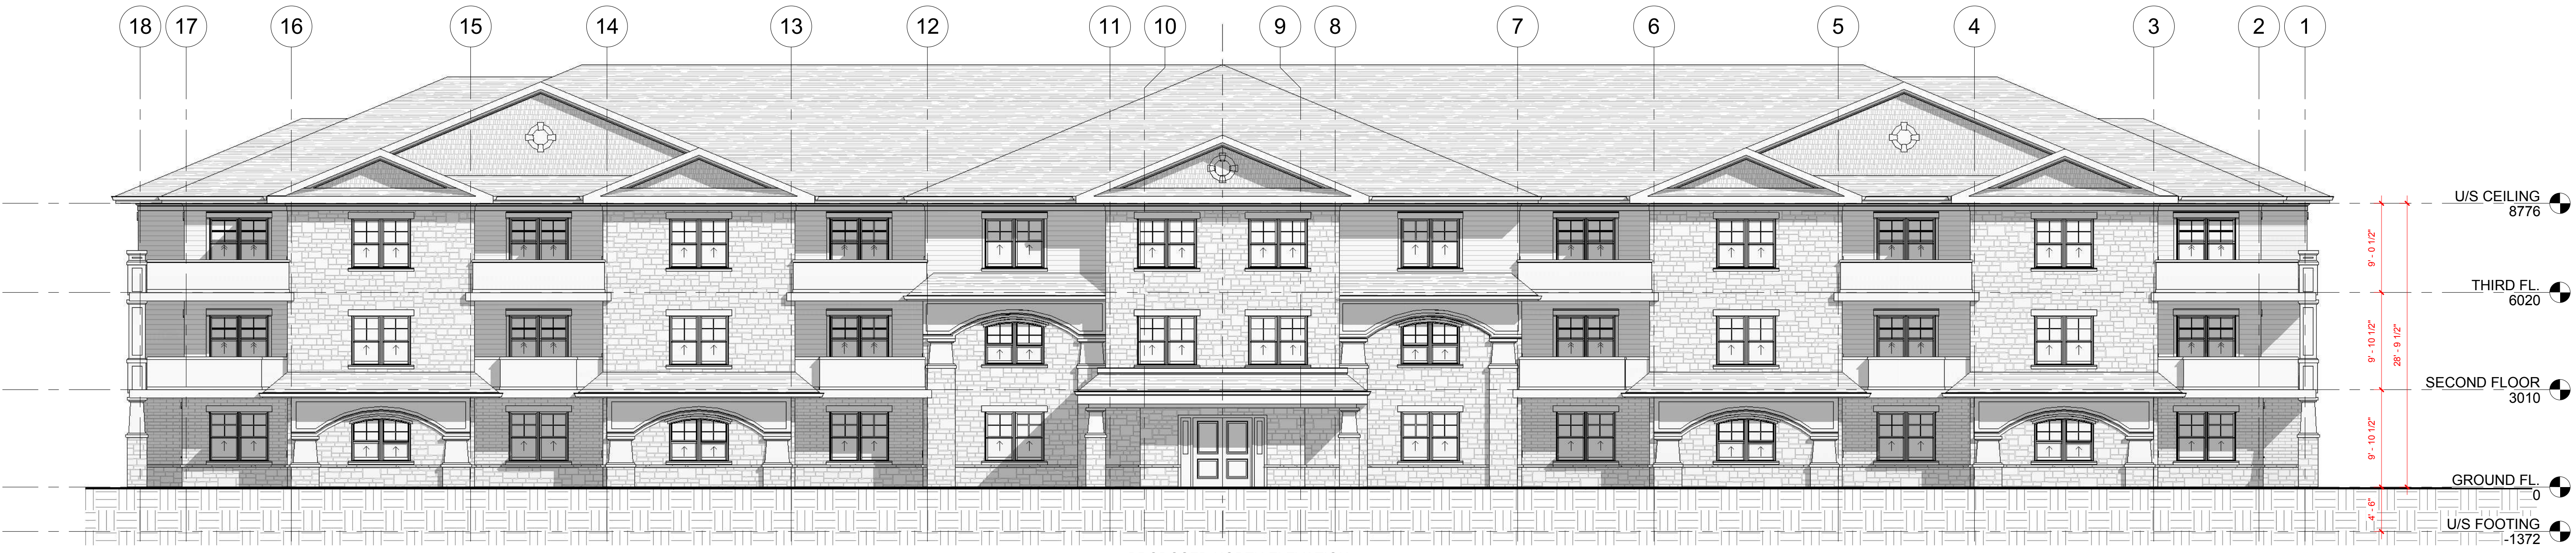 18 17 16 15 14 13 12 11 10 9 8 7 6 5 4 3 2 1
U/S CEILING
8776
9' - 0 1/2"
THIRD FL.
6020
9' - 10 1/2"
28' - 9 1/2"
SECOND FLOOR
3010
9' - 10 1/2"
GROUND FL.
0
4' - 6"
U/S FOOTING
-1372